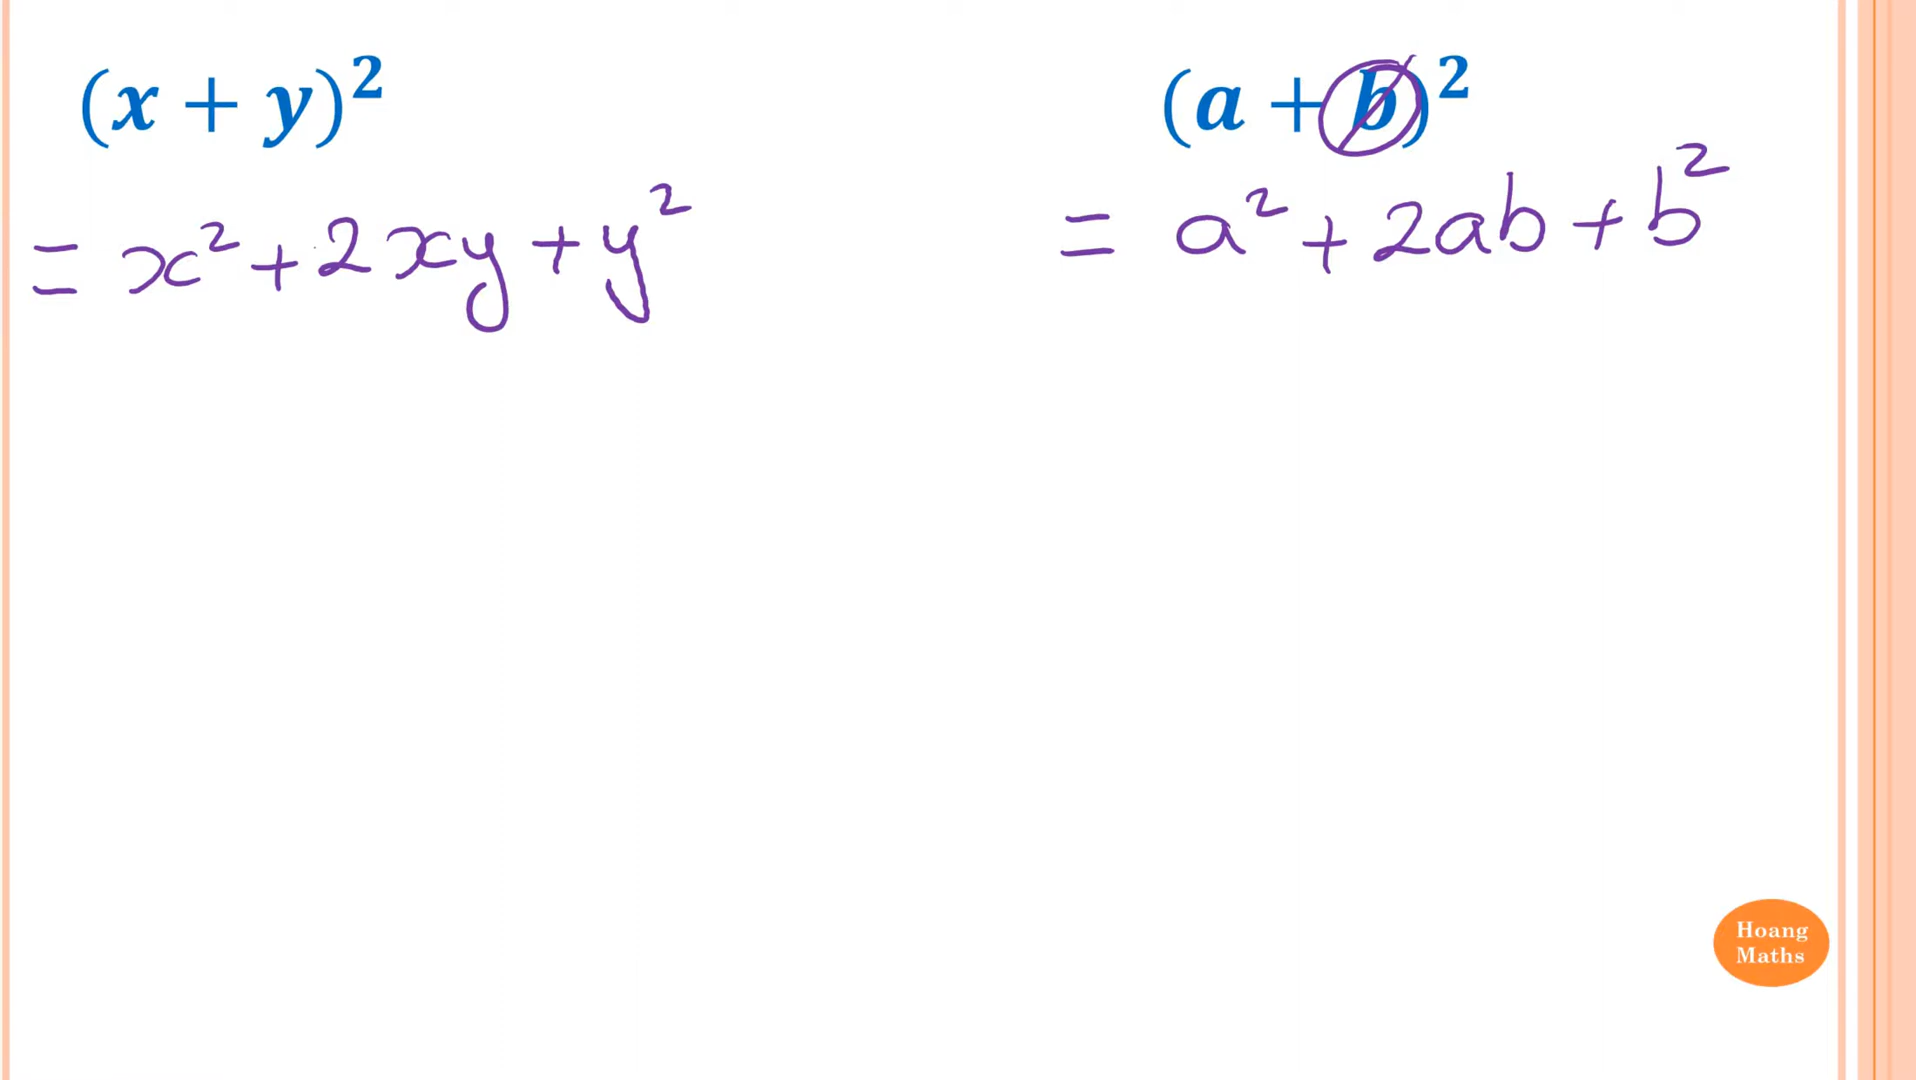 (x + y)²
= x² + 2xy + y²
(a + b)²
= a² + 2ab + b²
Hoang
Maths